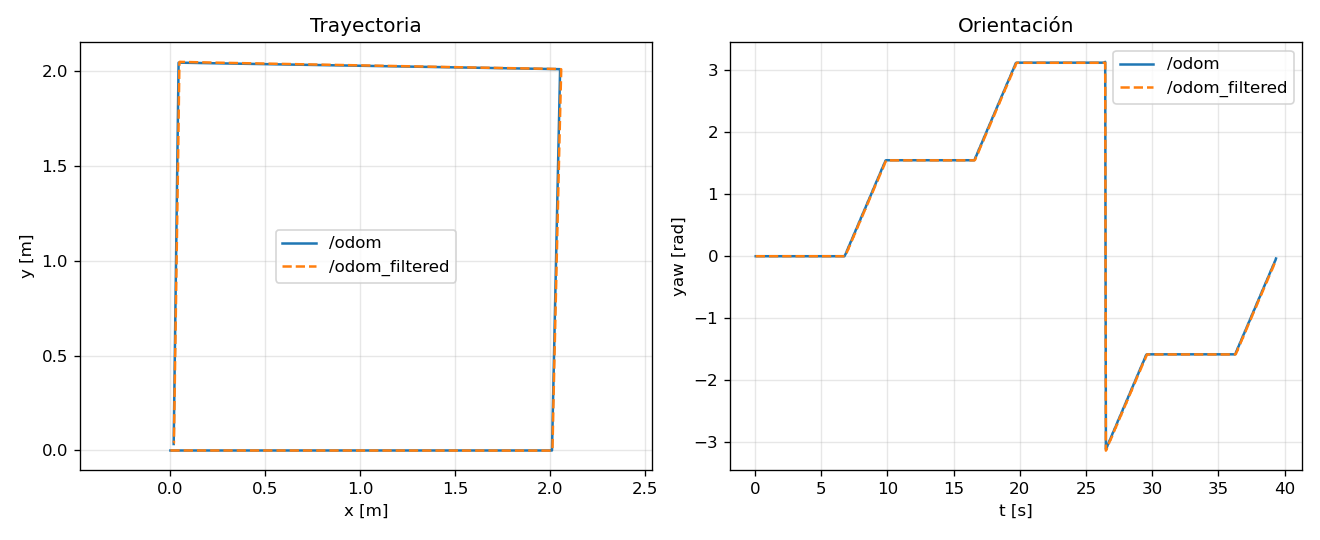 Trayectoria
2.0
1.5
1.0
0.5
0.0
y [m]
/odom
/odom_filtered
0.0 0.5 1.0 1.5 2.0 2.5
x [m]
Orientación
3
2
1
0
−1
−2
−3
yaw [rad]
/odom
/odom_filtered
0 5 10 15 20 25 30 35 40
t [s]